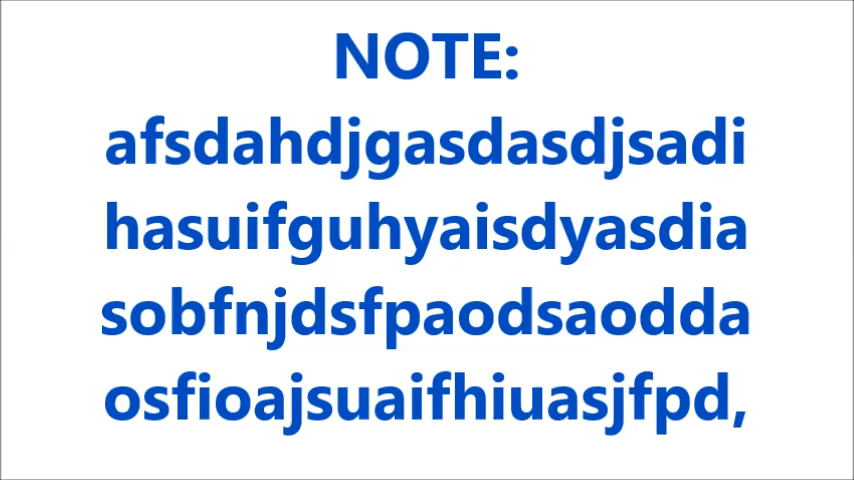 NOTE:
afsdahdjgasdasdjsadi
hasuifguhyaisdyasdia
sobfnjdsfpaodsaodda
osfioajsuaifhiuasjfpd,